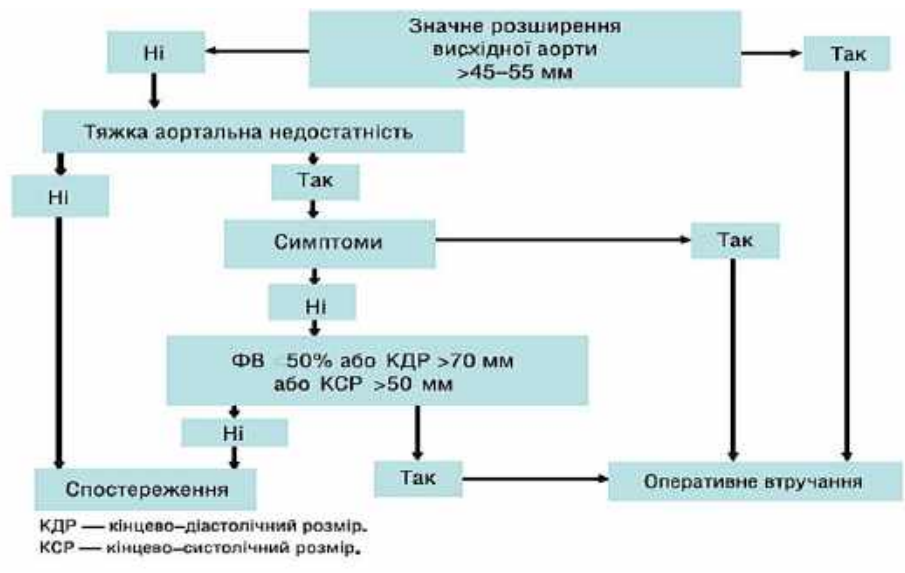 Значне розширення
висхідної аорти
>45–55 мм
Ні
Так
Тяжка аортальна недостатність
Ні
Так
Симптоми
Так
Ні
ФВ 50% або КДР >70 мм
або КСР >50 мм
Ні
Так
Спостереження
Оперативне втручання
КДР — кінцево–діастолічний розмір.
КСР — кінцево–систолічний розмір.